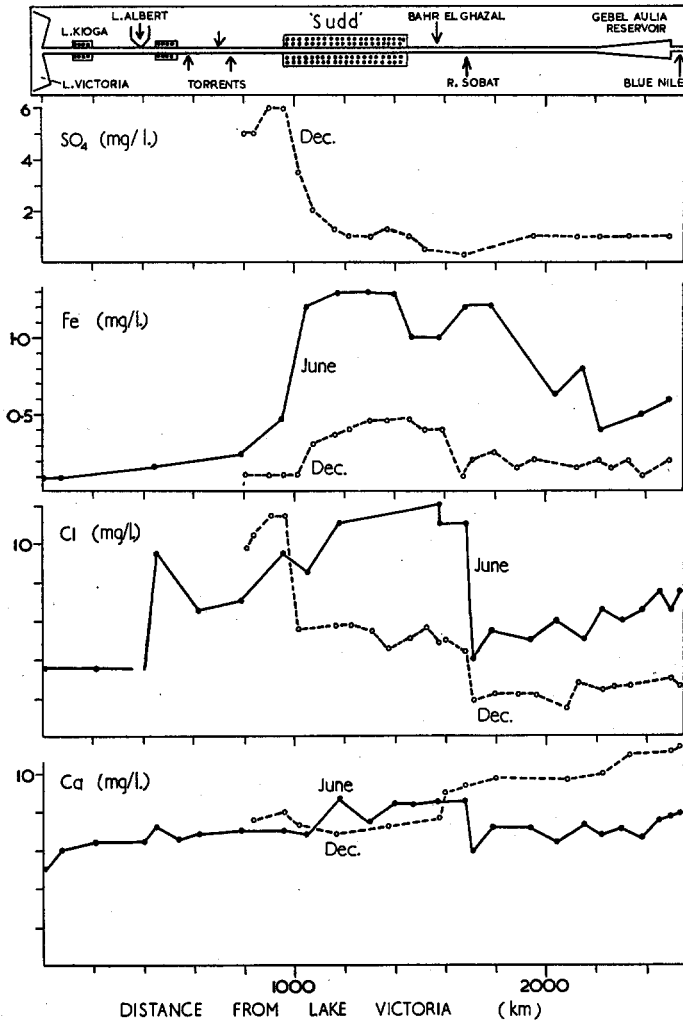 L. ALBERT
'Sudd'
BAHR EL GHAZAL
GEBEL AULIA
RESERVOIR
L. KIOGA
L. VICTORIA
TORRENTS
R. SOBAT
BLUE NILE
6
SO₄ (mg/l.)
Dec.
4
2
Fe (mg/l.)
1·0
June
0·5
Dec.
Cl (mg/l.)
10
June
Dec.
Ca (mg/l.)
10
June
Dec.
1000
2000
DISTANCE FROM LAKE VICTORIA (km)